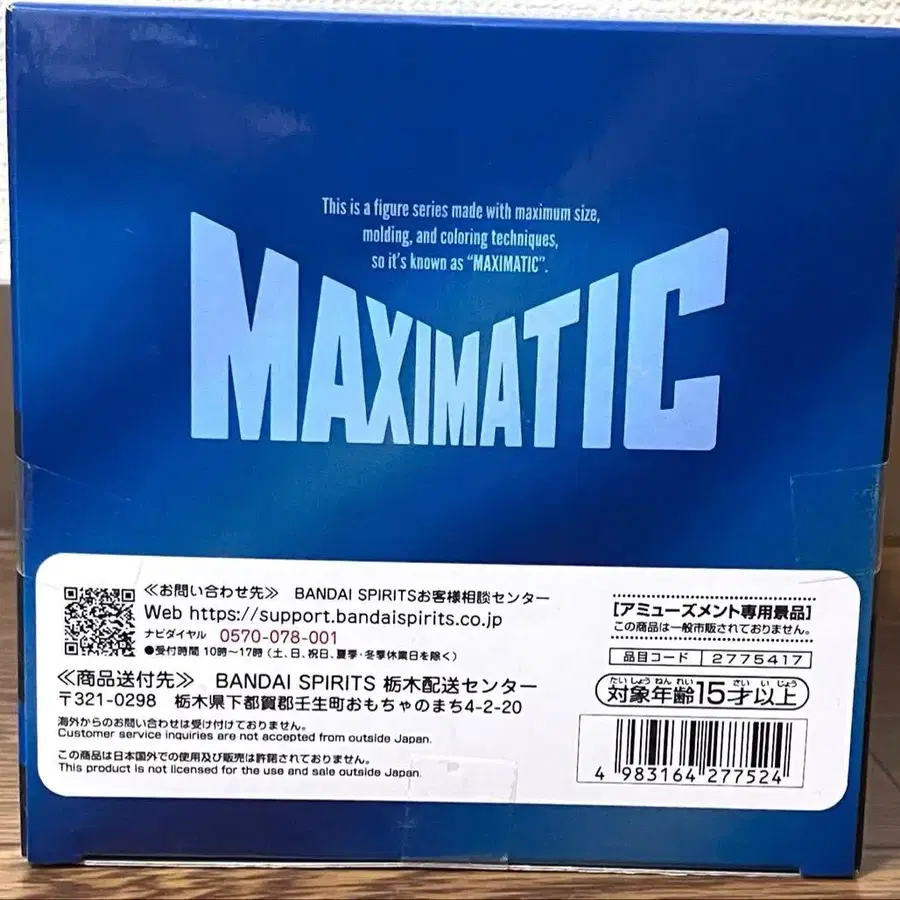 This is a figure series made with maximum size,
molding, and coloring techniques,
so it's known as "MAXIMATIC".
MAXIMATIC
≪お問い合わせ先≫ BANDAI SPIRITSお客様相談センター
Web https://support.bandaispirits.co.jp
ナビダイヤル 0570-078-001
●受付時間 10時～17時(土、日、祝日、夏季・冬季休業日を除く)
≪商品送付先≫ BANDAI SPIRITS 栃木配送センター
〒321-0298 栃木県下都賀郡壬生町おもちゃのまち4-2-20
海外からのお問い合わせは受け付けておりません。
Customer service inquiries are not accepted from outside Japan.
この商品は日本国外での使用及び販売は許諾されておりません。
This product is not licensed for the use and sale outside Japan.
[アミューズメント専用景品]
この商品は一般市販されておりません。
品目コード 2775417
たいしょうねんれい さいいじょう
対象年齢15才以上
4 983164 277524